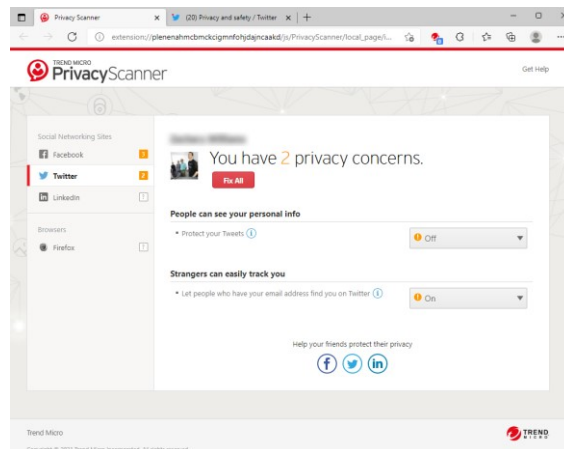 Privacy Scanner
(20) Privacy and safety / Twitter
extension://plenenahmcbmckcigmnfohjdajncaakd/js/PrivacyScanner/local_page/i...
TREND MICRO
PrivacyScanner
Get Help
Social Networking Sites
Facebook 3
Twitter 2
LinkedIn ?
Browsers
Firefox ?
You have 2 privacy concerns.
Fix All
People can see your personal info
• Protect your Tweets
Off
Strangers can easily track you
• Let people who have your email address find you on Twitter
On
Help your friends protect their privacy
Trend Micro
TREND
MICRO